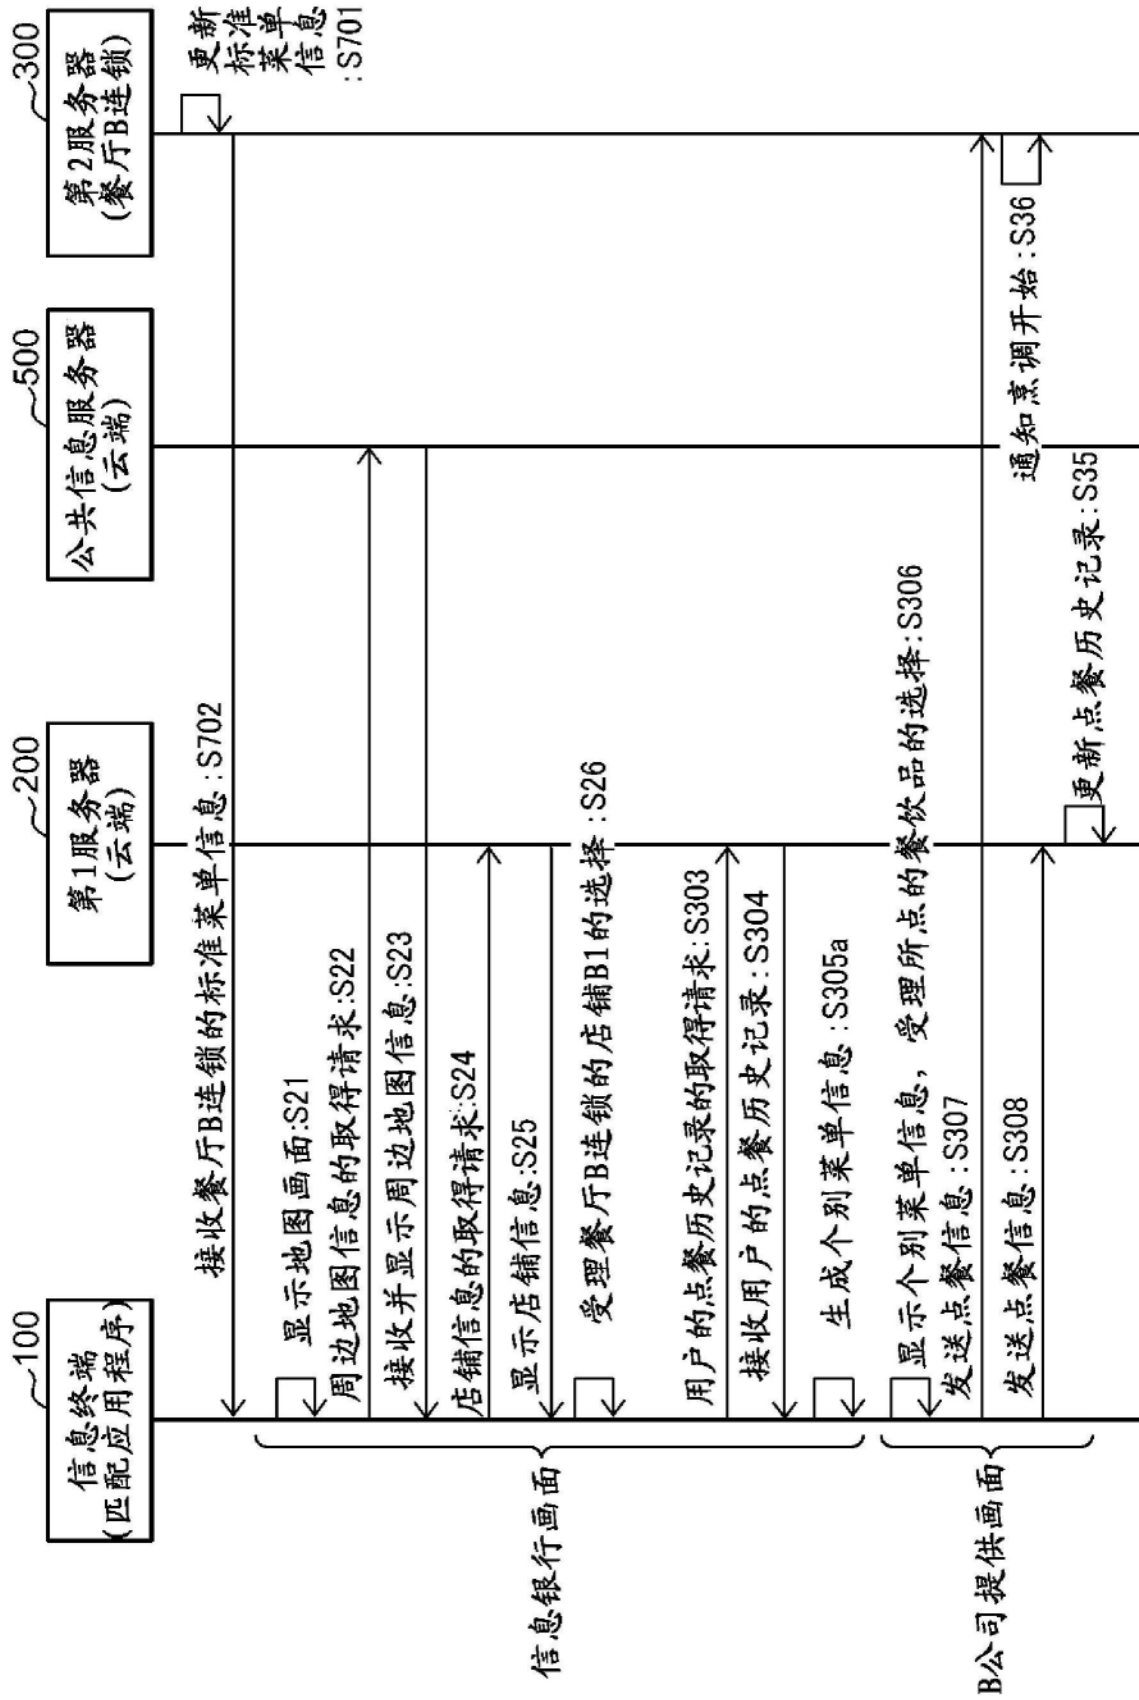 100
信息终端
(匹配应用程序)
200
第1服务器
(云端)
500
公共信息服务器
(云端)
300
第2服务器
(餐厅B连锁)
更新
标准
菜单
信息
:S701
接收餐厅B连锁的标准菜单信息:S702
显示地图画面:S21
周边地图信息的取得请求:S22
接收并显示周边地图信息:S23
店铺信息的取得请求:S24
显示店铺信息:S25
受理餐厅B连锁的店铺B1的选择:S26
用户的点餐历史记录的取得请求:S303
接收用户的点餐历史记录:S304
生成个别菜单信息:S305a
信息银行画面
显示个别菜单信息,受理所点的餐饮品的选择:S306
发送点餐信息:S307
通知烹调开始:S36
发送点餐信息:S308
更新点餐历史记录:S35
B公司提供画面